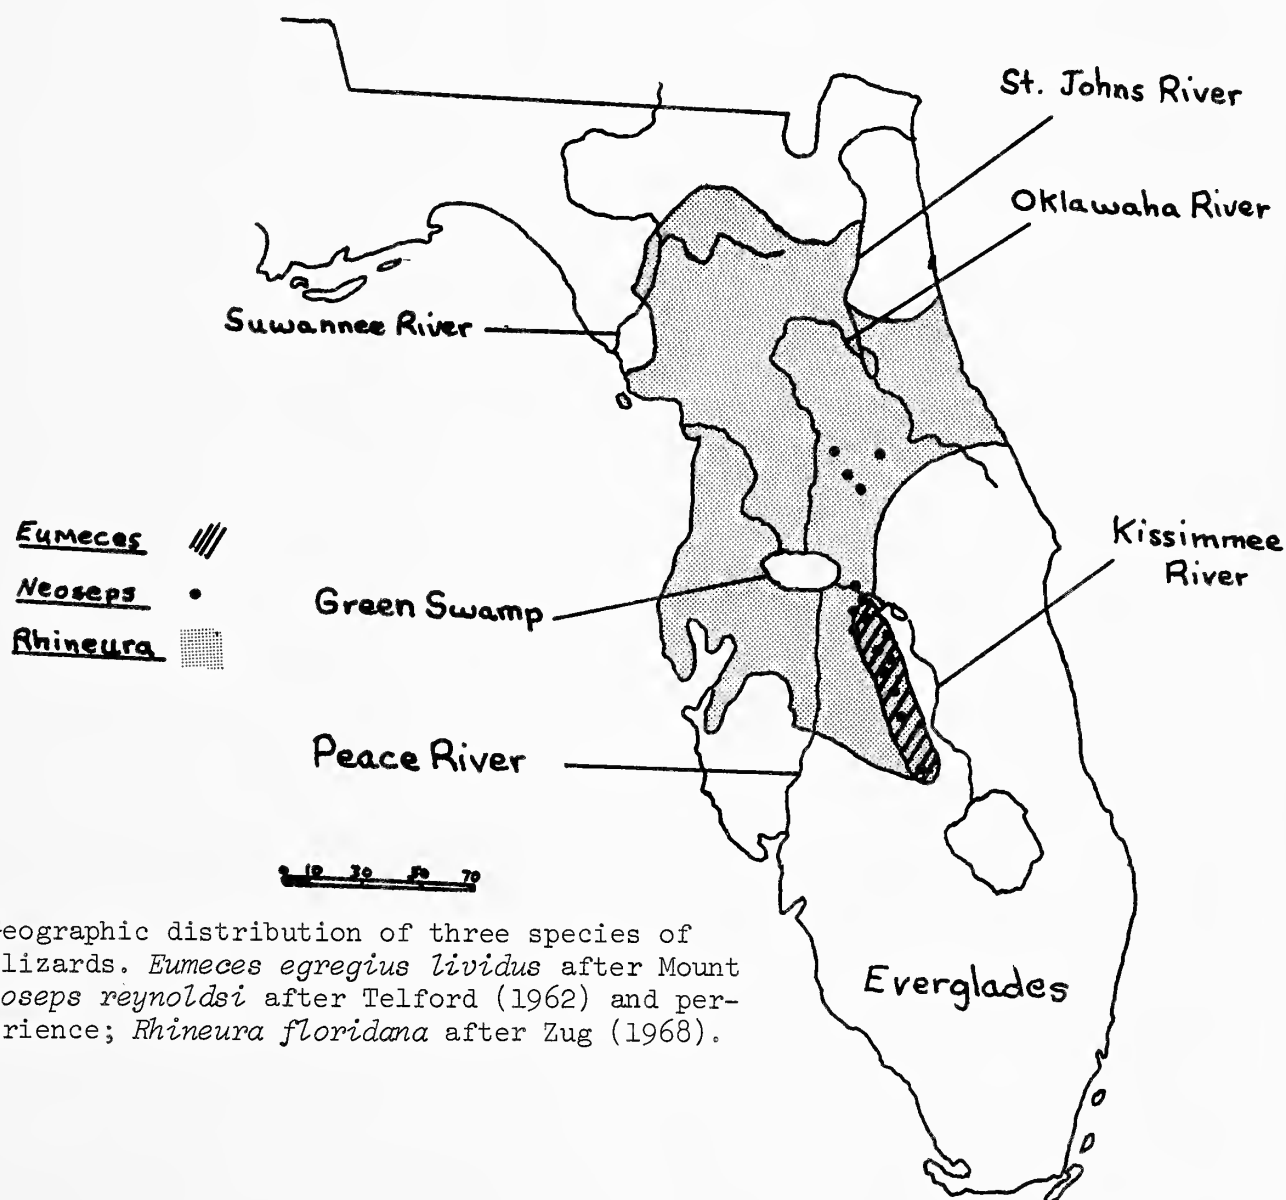 St. Johns River
Oklawaha River
Suwannee River
Eumeces
Neoseps
Rhineura
Green Swamp
Kissimmee
River
Peace River
0 10 30 50 70
eographic distribution of three species of
lizards. Eumeces egregius lividus after Mount
oseps reynoldsi after Telford (1962) and per-
rience; Rhineura floridana after Zug (1968).
Everglades